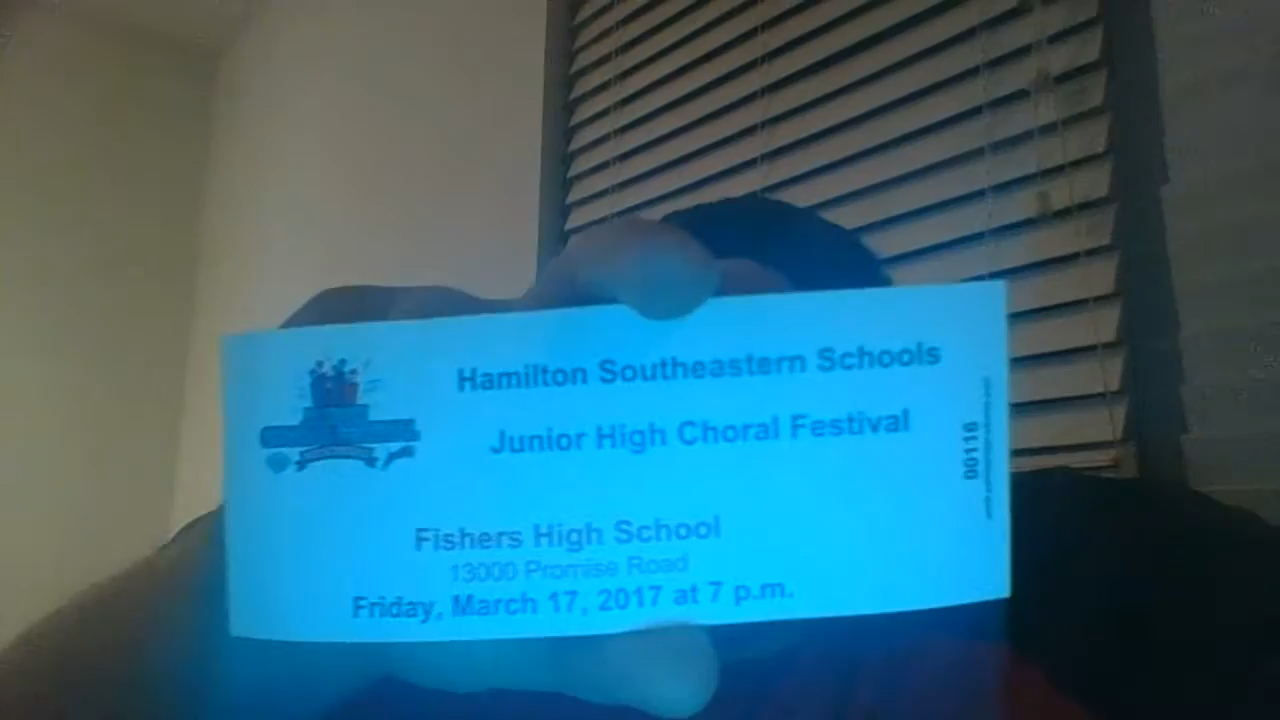 Hamilton Southeastern Schools
Junior High Choral Festival
Fishers High School
13000 Promise Road
Friday, March 17, 2017 at 7 p.m.
00116